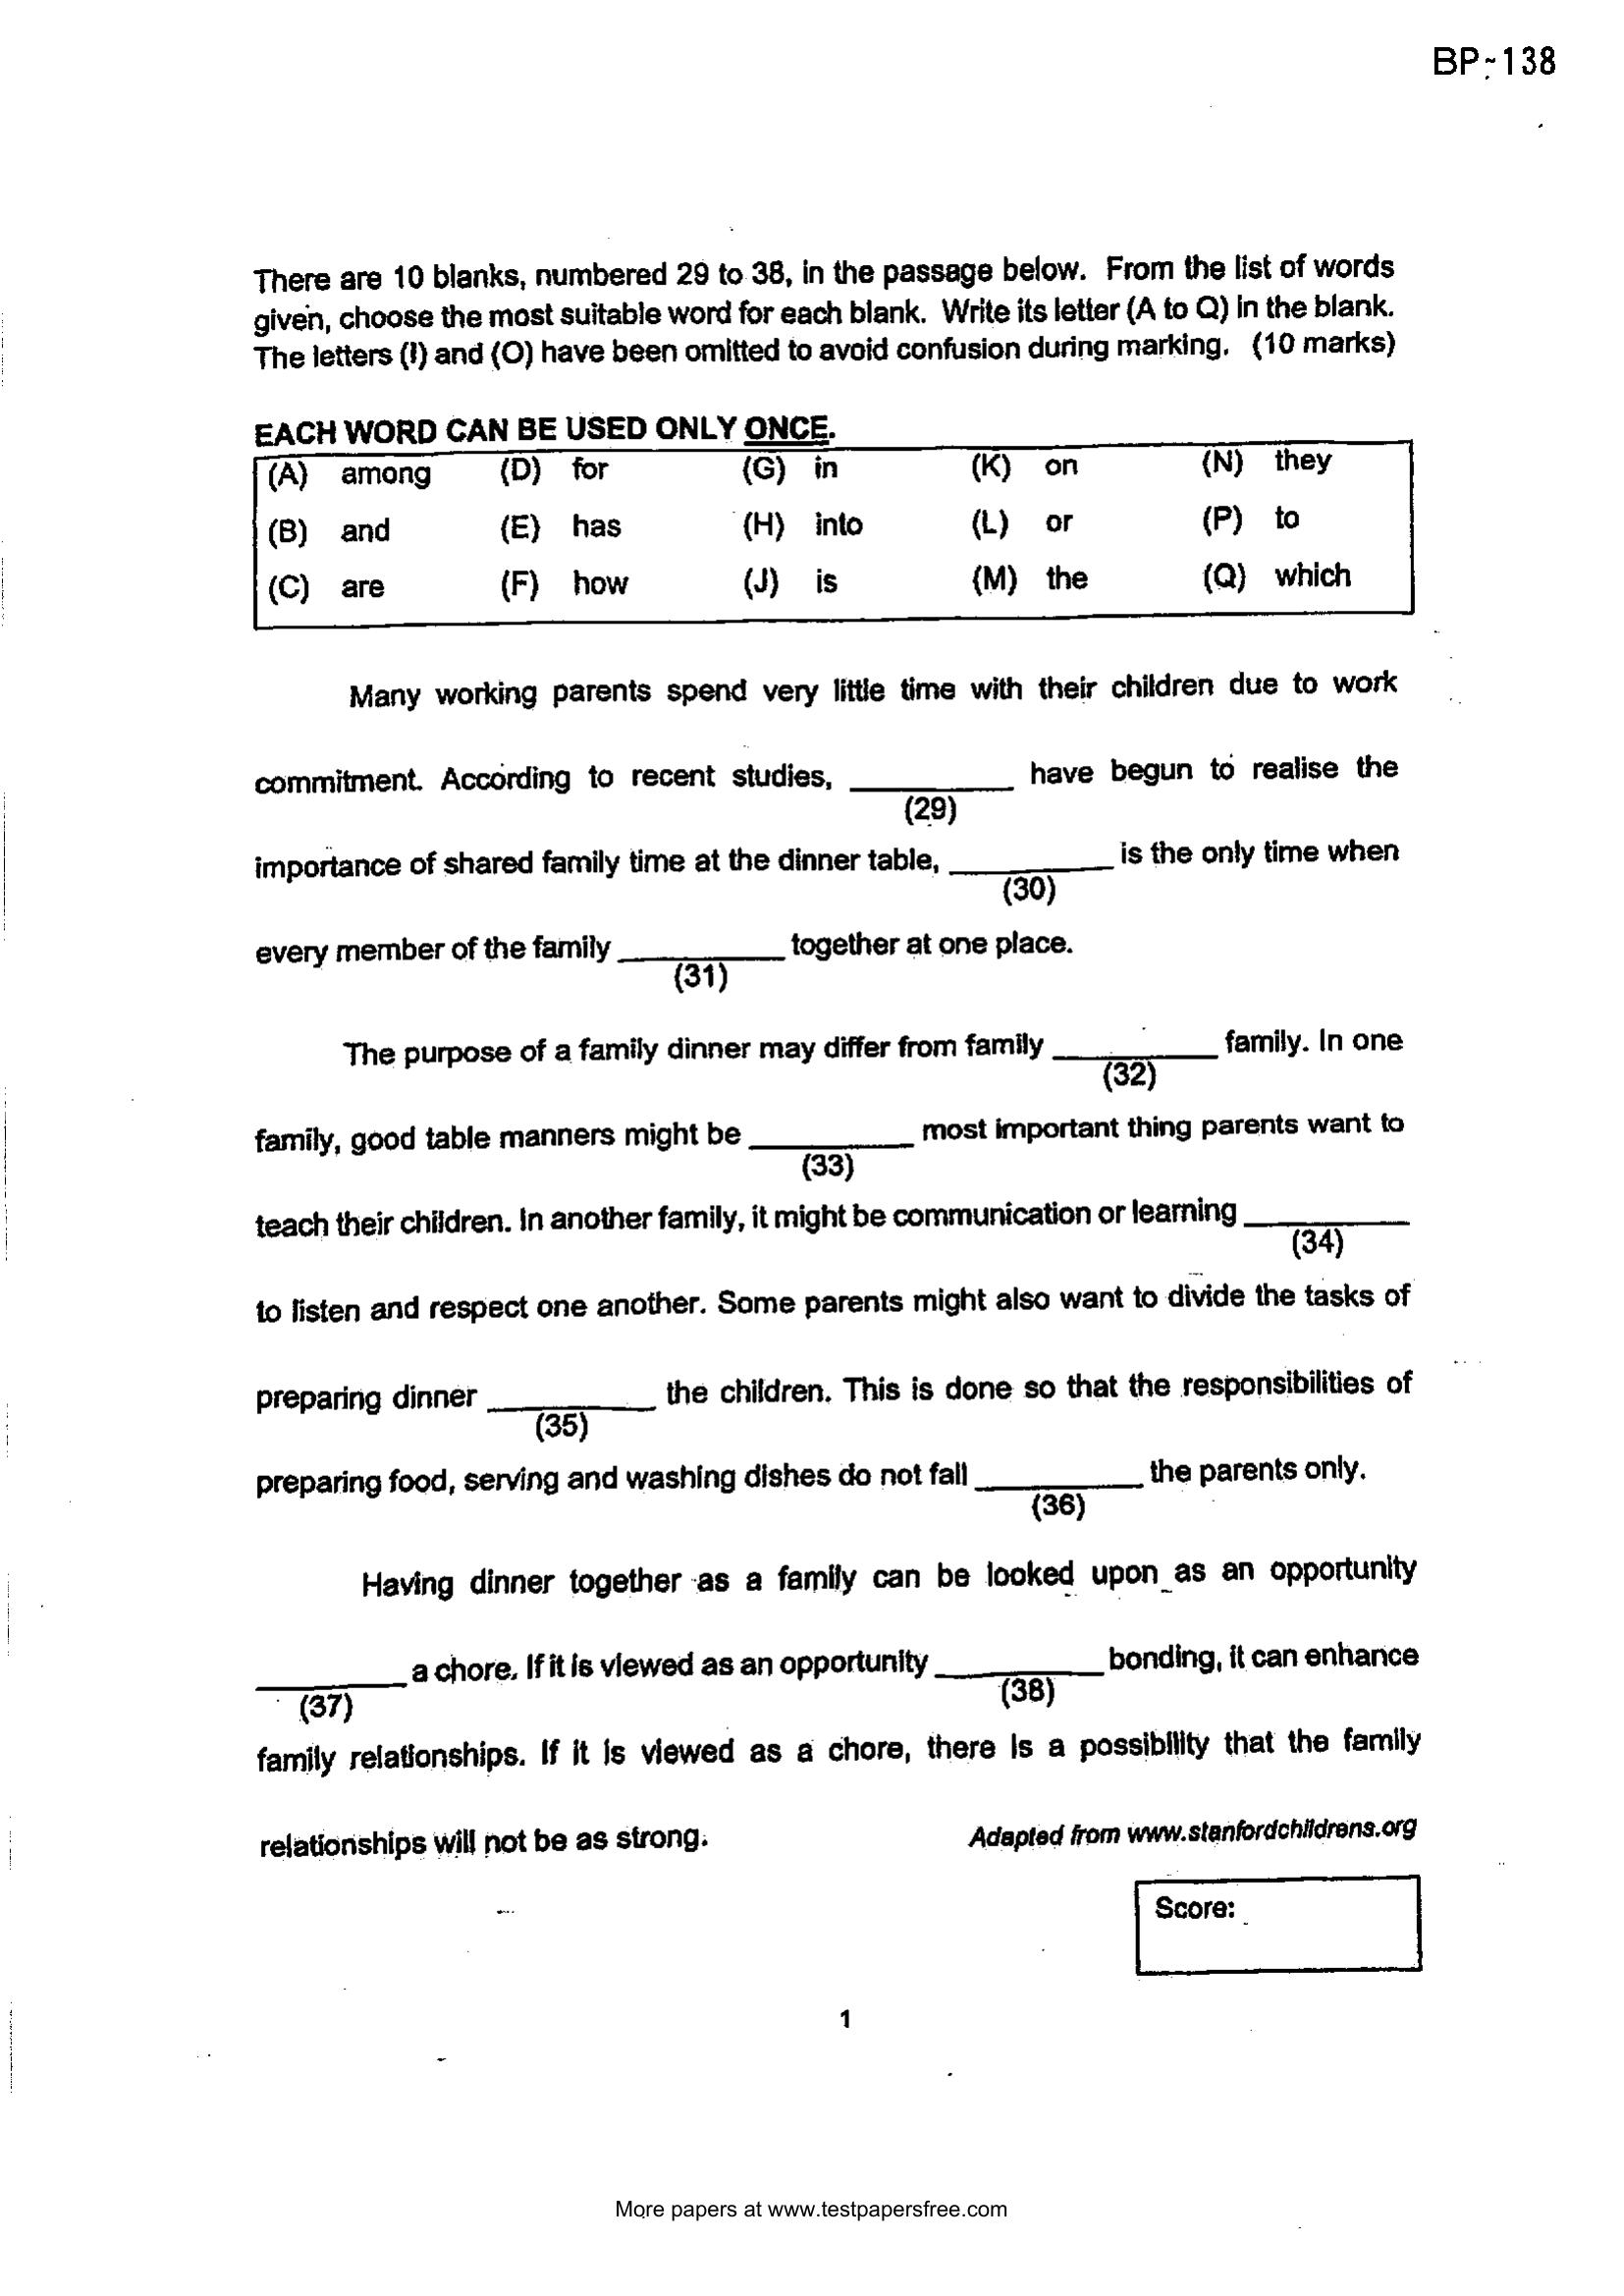 BP-138
There are 10 blanks, numbered 29 to 38, in the passage below. From the list of words
given, choose the most suitable word for each blank. Write its letter (A to Q) in the blank.
The letters (I) and (O) have been omitted to avoid confusion during marking. (10 marks)
EACH WORD CAN BE USED ONLY ONCE.
(A) among (D) for (G) in (K) on (N) they
(B) and (E) has (H) into (L) or (P) to
(C) are (F) how (J) is (M) the (Q) which
Many working parents spend very little time with their children due to work
commitment. According to recent studies, __________ have begun to realise the
(29)
importance of shared family time at the dinner table, __________ is the only time when
(30)
every member of the family __________ together at one place.
(31)
The purpose of a family dinner may differ from family __________ family. In one
(32)
family, good table manners might be __________ most important thing parents want to
(33)
teach their children. In another family, it might be communication or learning __________
(34)
to listen and respect one another. Some parents might also want to divide the tasks of
preparing dinner __________ the children. This is done so that the responsibilities of
(35)
preparing food, serving and washing dishes do not fall __________ the parents only.
(36)
Having dinner together as a family can be looked upon as an opportunity
__________ a chore. If it is viewed as an opportunity __________ bonding, it can enhance
(37) (38)
family relationships. If it is viewed as a chore, there is a possibility that the family
relationships will not be as strong. Adapted from www.stanfordchildrens.org
Score:
1
More papers at www.testpapersfree.com